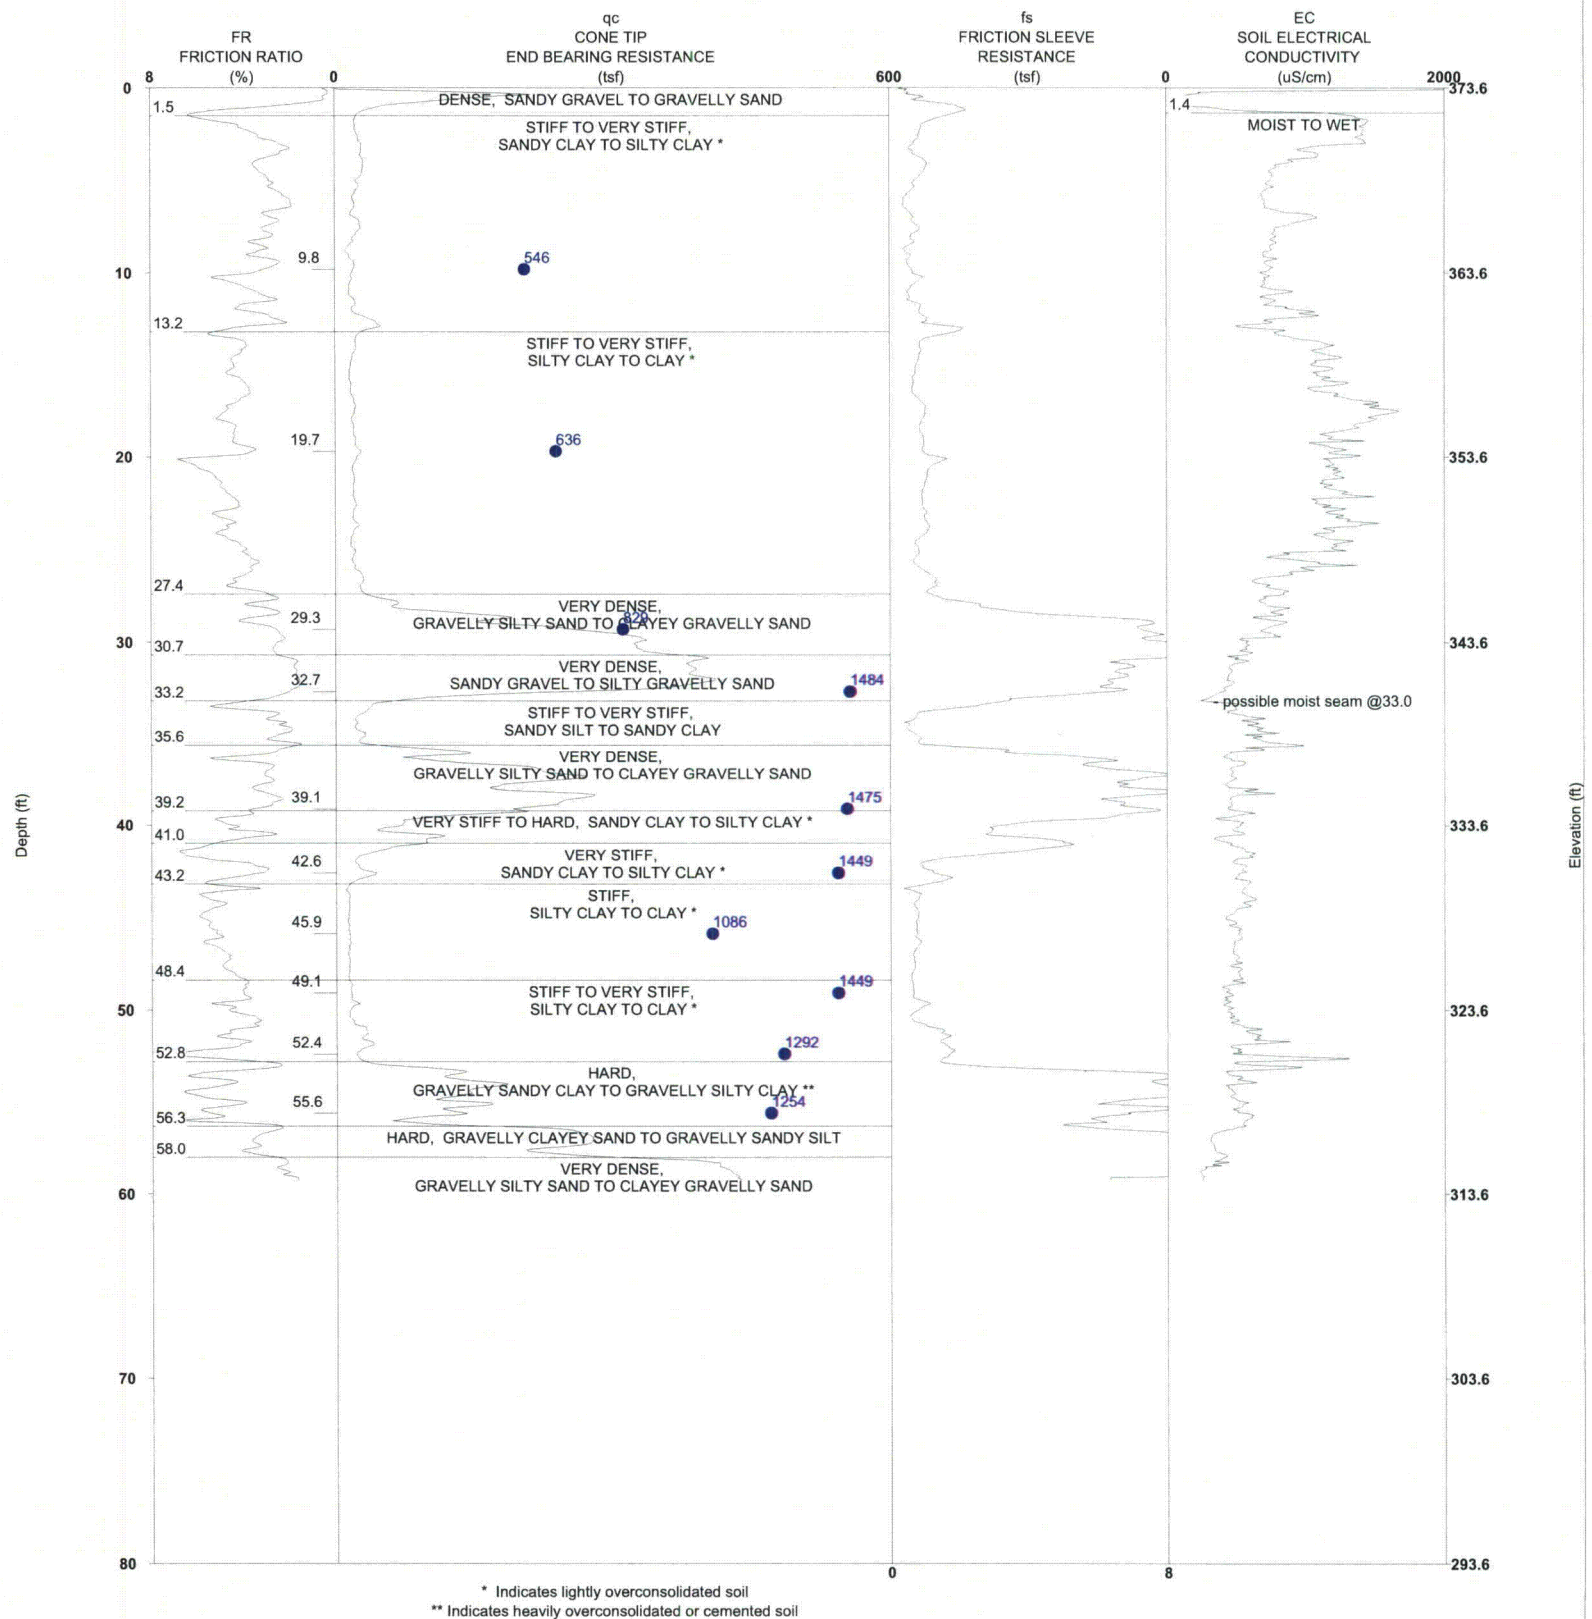 FR
FRICTION RATIO
(%)
qc
CONE TIP
END BEARING RESISTANCE
(tsf)
fs
FRICTION SLEEVE
RESISTANCE
(tsf)
EC
SOIL ELECTRICAL
CONDUCTIVITY
(uS/cm)
8 0 600 0 2000
0 373.6
DENSE, SANDY GRAVEL TO GRAVELLY SAND
1.5 1.4
STIFF TO VERY STIFF,
SANDY CLAY TO SILTY CLAY *
MOIST TO WET
9.8 546
10 363.6
13.2
STIFF TO VERY STIFF,
SILTY CLAY TO CLAY *
19.7 636
20 353.6
27.4
VERY DENSE,
GRAVELLY SILTY SAND TO CLAYEY GRAVELLY SAND
29.3 829
30 343.6
30.7
VERY DENSE,
SANDY GRAVEL TO SILTY GRAVELLY SAND
32.7 1484
33.2
possible moist seam @33.0
STIFF TO VERY STIFF,
SANDY SILT TO SANDY CLAY
35.6
VERY DENSE,
GRAVELLY SILTY SAND TO CLAYEY GRAVELLY SAND
39.1 1475
39.2
VERY STIFF TO HARD, SANDY CLAY TO SILTY CLAY *
40 333.6
41.0
VERY STIFF,
SANDY CLAY TO SILTY CLAY *
42.6 1449
43.2
STIFF,
SILTY CLAY TO CLAY *
45.9 1086
48.4
49.1 1449
STIFF TO VERY STIFF,
SILTY CLAY TO CLAY *
50 323.6
52.4 1292
52.8
HARD,
GRAVELLY SANDY CLAY TO GRAVELLY SILTY CLAY **
55.6 1254
56.3
HARD, GRAVELLY CLAYEY SAND TO GRAVELLY SANDY SILT
58.0
VERY DENSE,
GRAVELLY SILTY SAND TO CLAYEY GRAVELLY SAND
60 313.6
70 303.6
80 293.6
0 8
Depth (ft)
Elevation (ft)
* Indicates lightly overconsolidated soil
** Indicates heavily overconsolidated or cemented soil